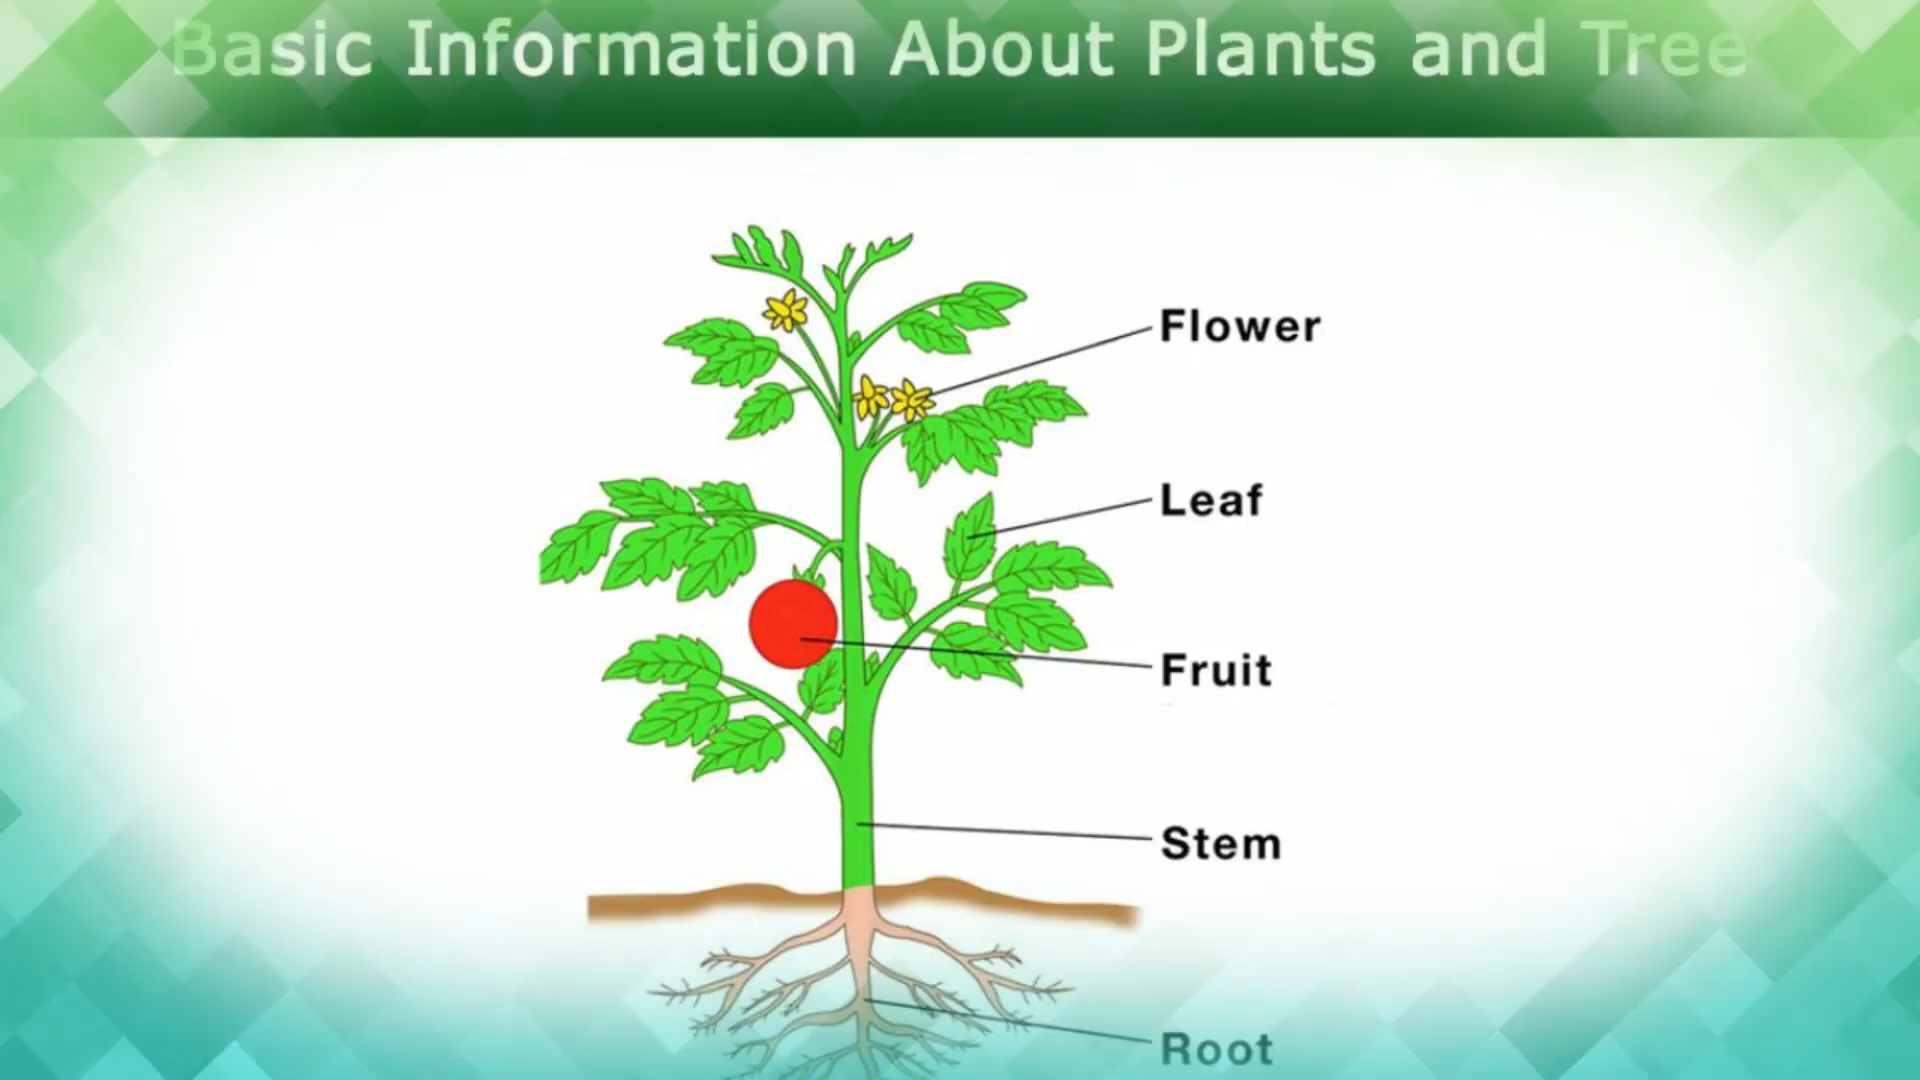 Basic Information About Plants and Tree
Flower
Leaf
Fruit
Stem
Root